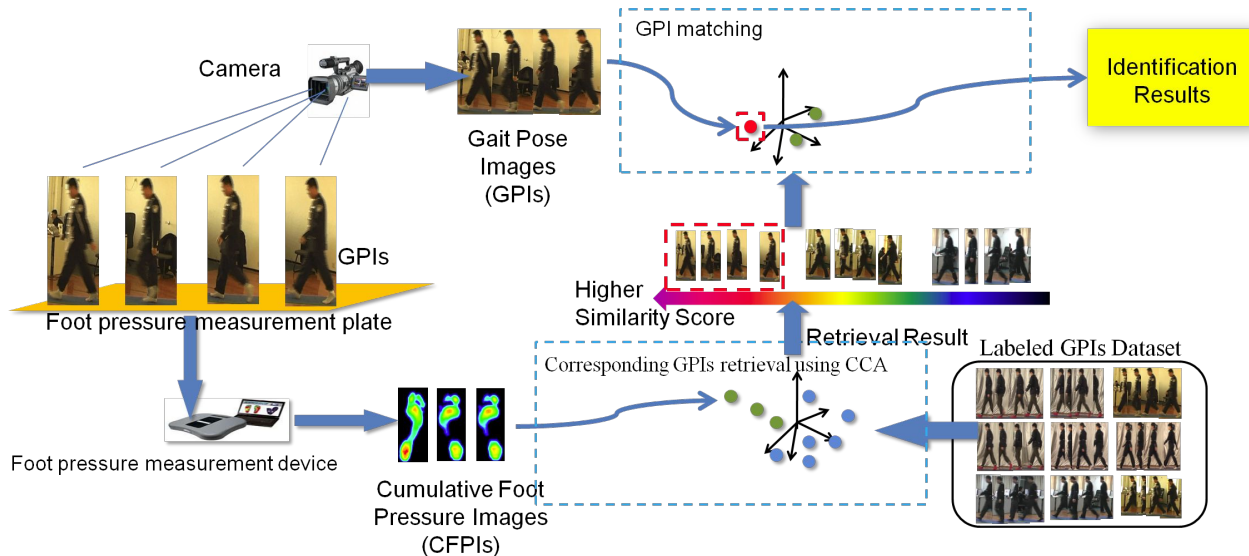 GPI matching
Camera
Identification
Results
Gait Pose
Images
(GPIs)
GPIs
Foot pressure measurement plate
Higher
Similarity Score
Retrieval Result
Corresponding GPIs retrieval using CCA
Labeled GPIs Dataset
Foot pressure measurement device
Cumulative Foot
Pressure Images
(CFPIs)